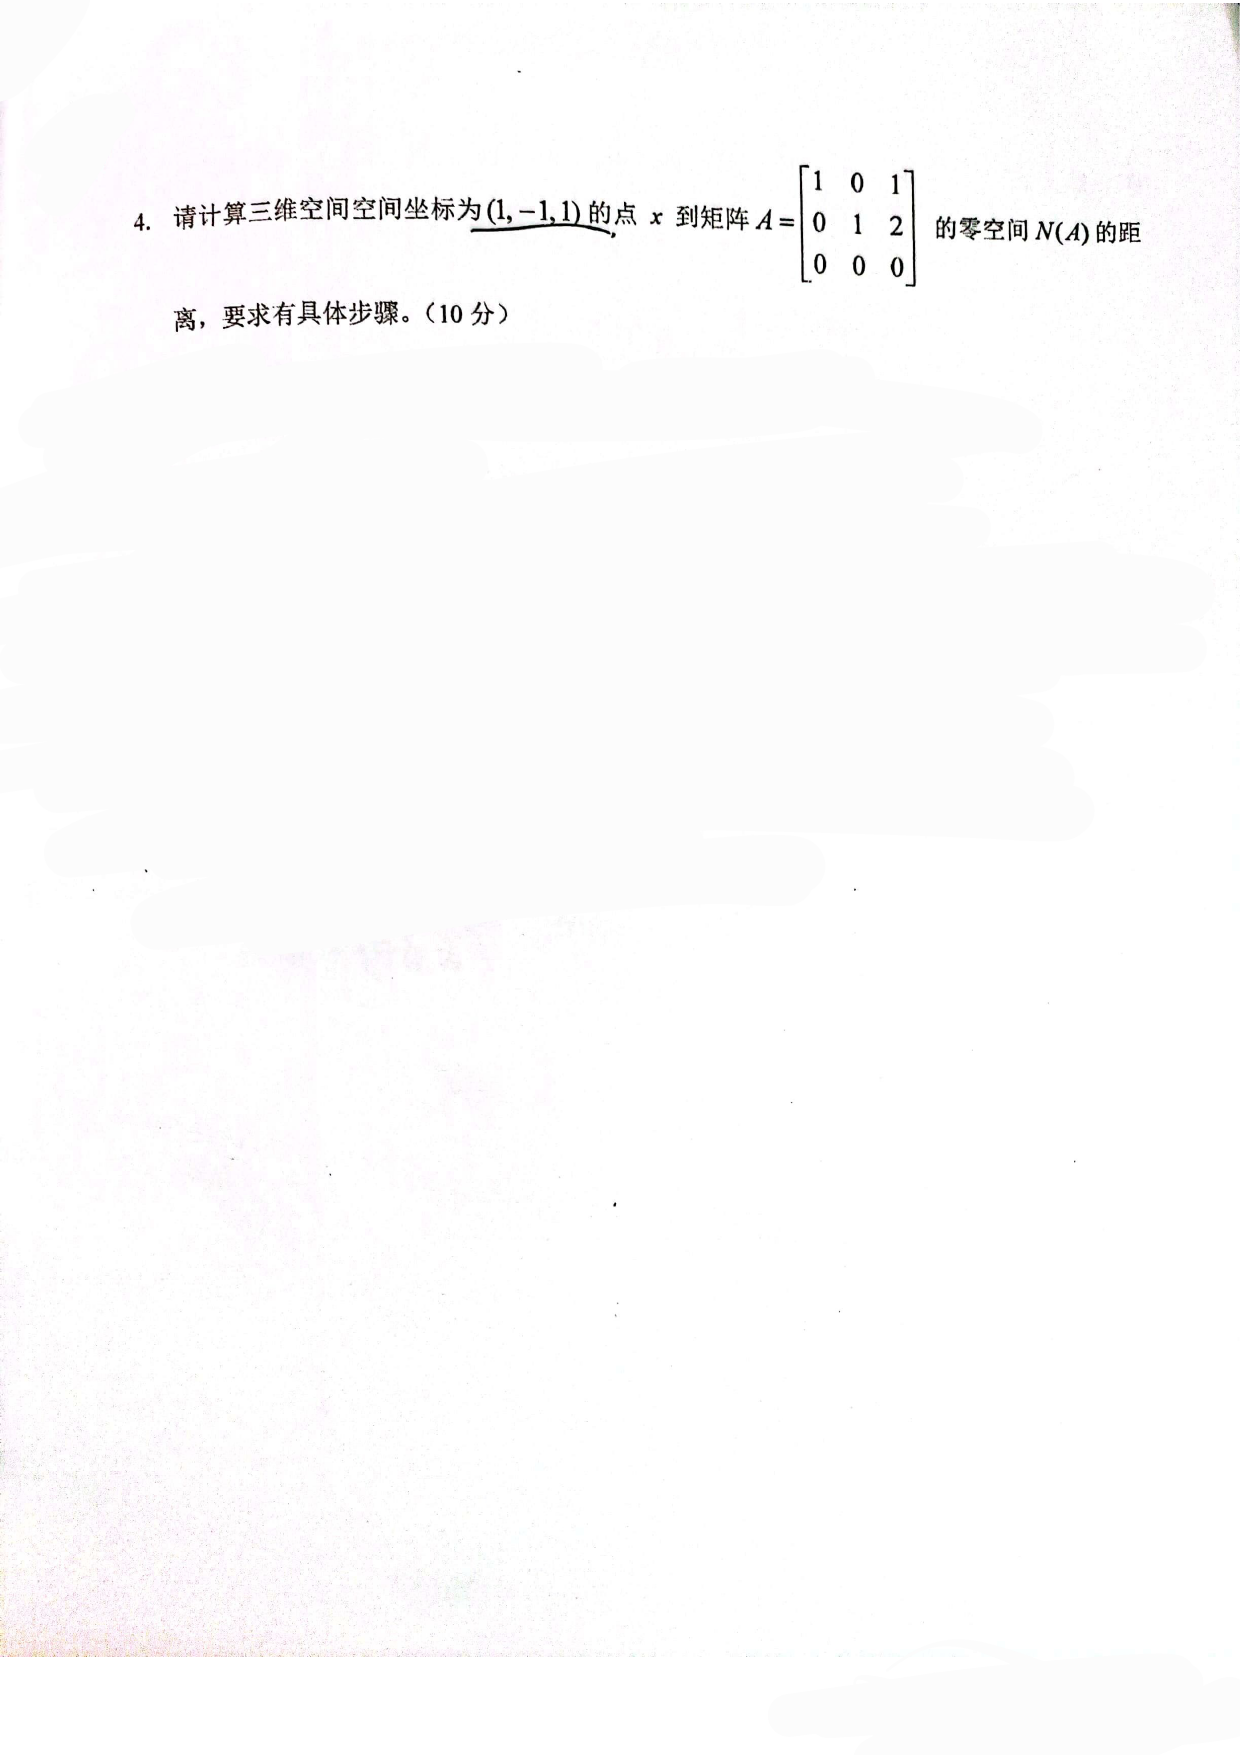 4. 请计算三维空间空间坐标为(1,−1,1)的点 x 到矩阵 A = [1 0 1; 0 1 2; 0 0 0] 的零空间 N(A) 的距
离，要求有具体步骤。（10 分）